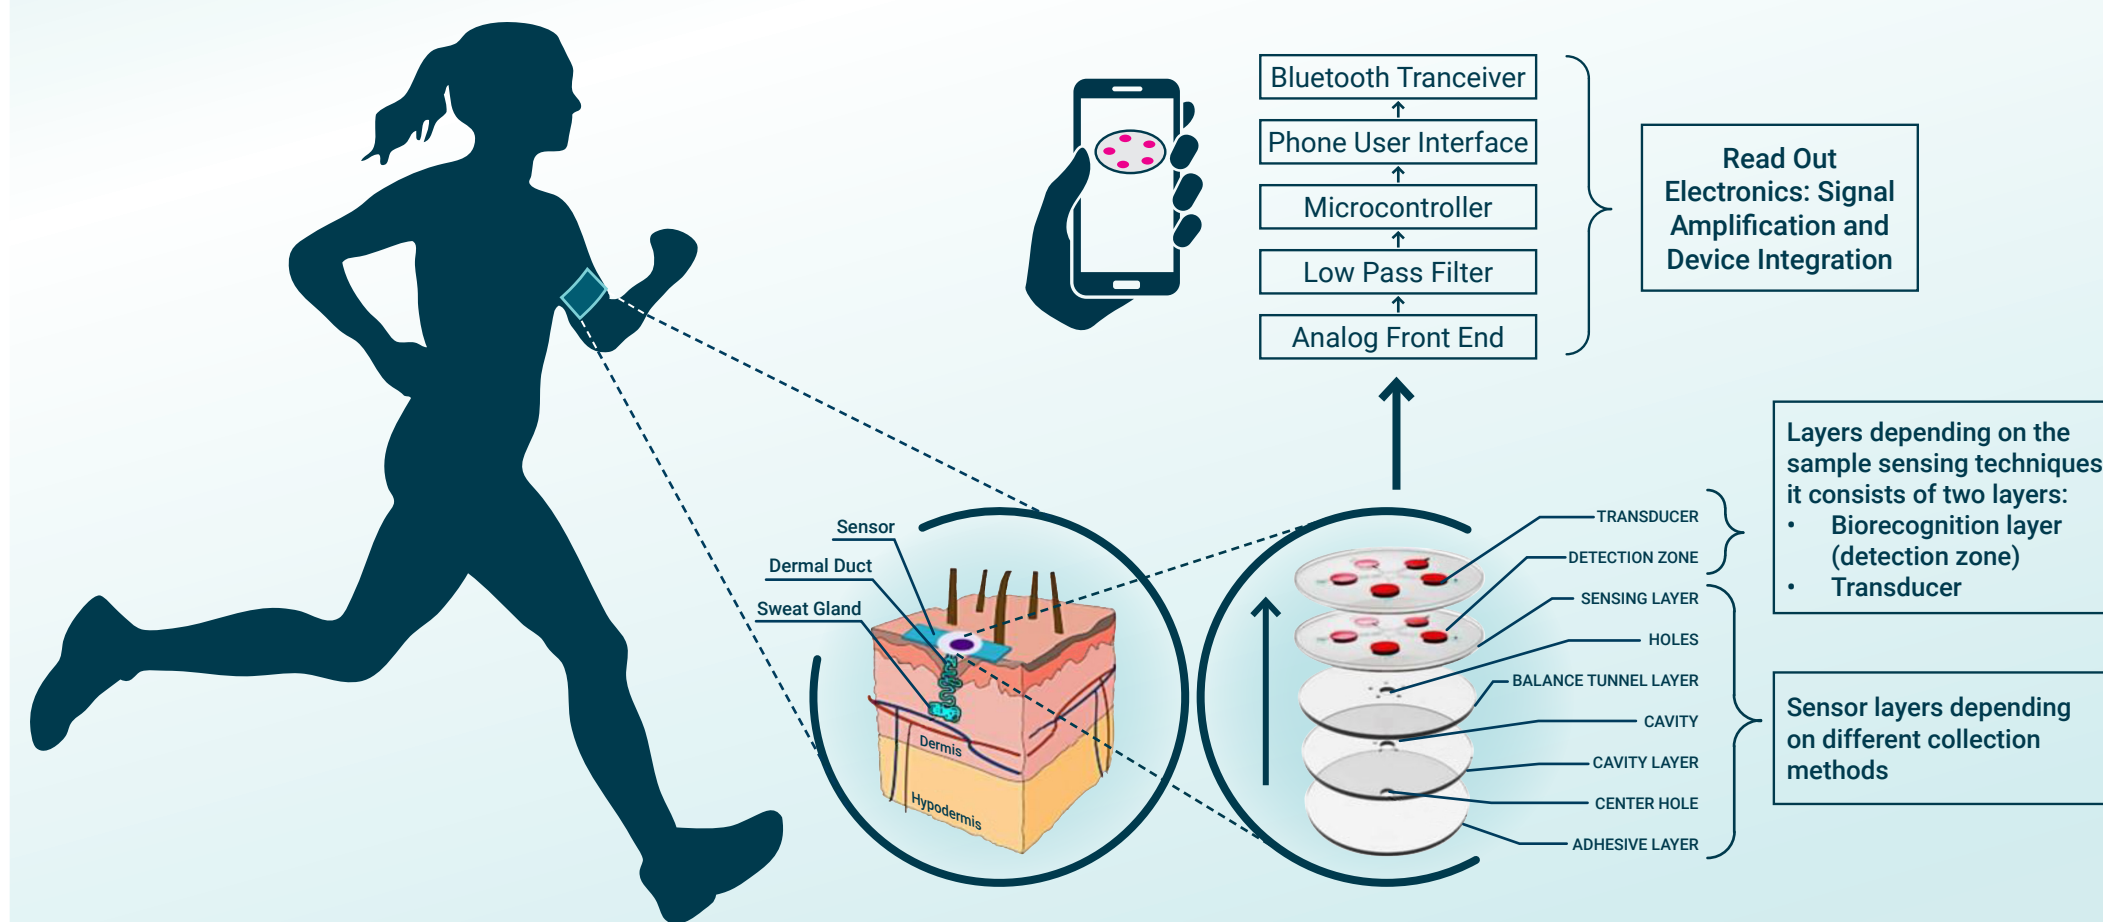 Bluetooth Tranceiver
Phone User Interface
Microcontroller
Low Pass Filter
Analog Front End
Read Out
Electronics: Signal
Amplification and
Device Integration
Sensor
Dermal Duct
Sweat Gland
Dermis
Hypodermis
TRANSDUCER
DETECTION ZONE
SENSING LAYER
HOLES
BALANCE TUNNEL LAYER
CAVITY
CAVITY LAYER
CENTER HOLE
ADHESIVE LAYER
Layers depending on the
sample sensing techniques
it consists of two layers:
• Biorecognition layer
(detection zone)
• Transducer
Sensor layers depending
on different collection
methods